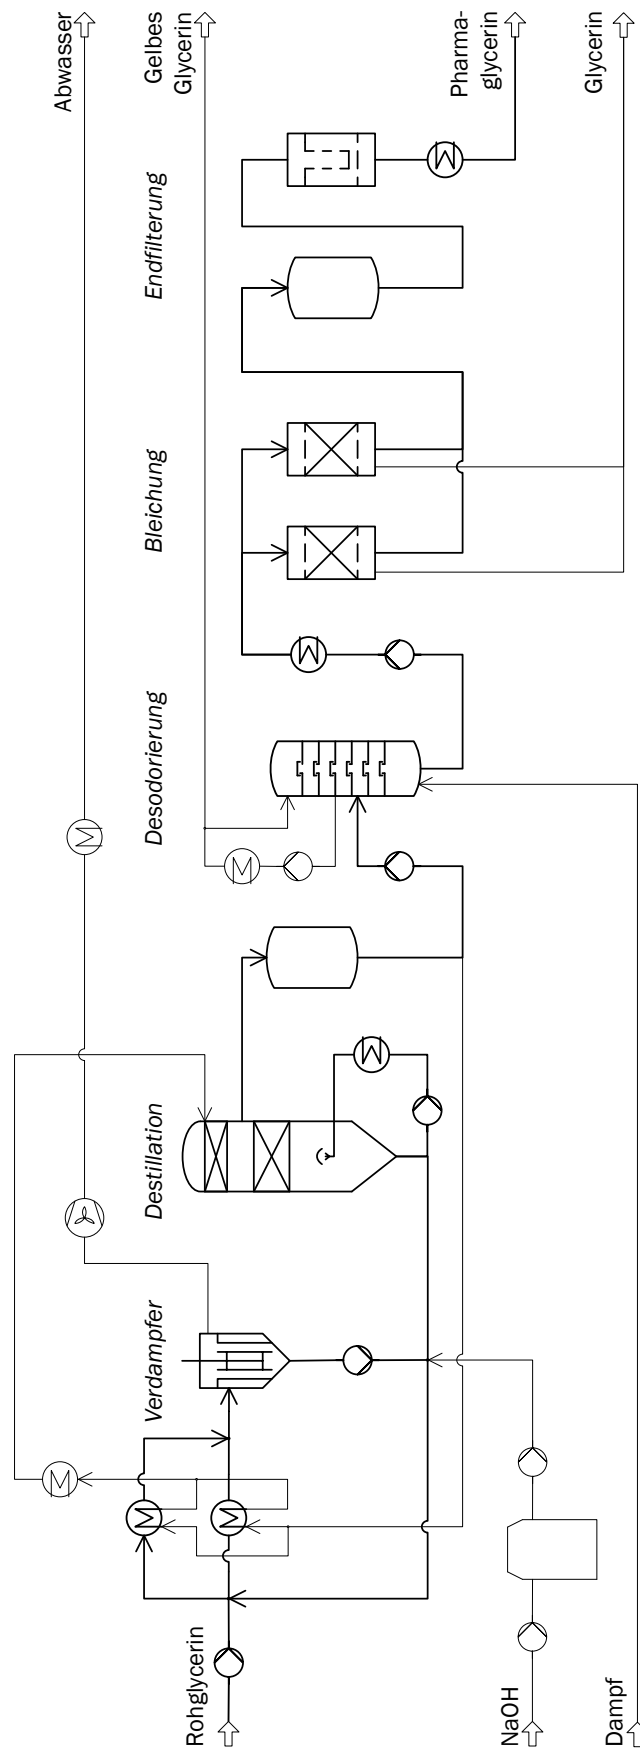 Abwasser
Gelbes
Glycerin
Pharma-
glycerin
Glycerin
Verdampfer
Destillation
Desodorierung
Bleichung
Endfilterung
Rohglycerin
NaOH
Dampf